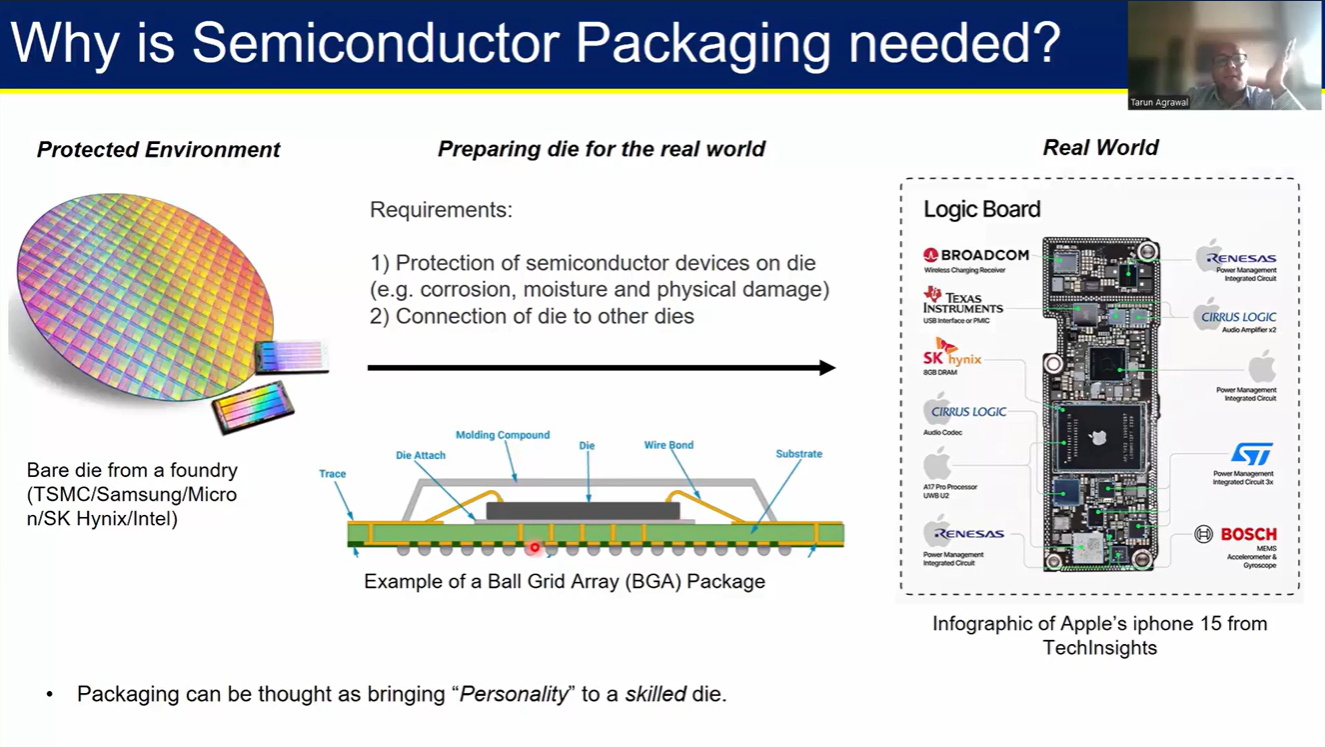 Why is Semiconductor Packaging needed?
Tarun Agrawal
Protected Environment
Bare die from a foundry
(TSMC/Samsung/Micro
n/SK Hynix/Intel)
Preparing die for the real world
Requirements:
1) Protection of semiconductor devices on die
(e.g. corrosion, moisture and physical damage)
2) Connection of die to other dies
Trace
Die Attach
Molding Compound
Die
Wire Bond
Substrate
Example of a Ball Grid Array (BGA) Package
Real World
Logic Board
BROADCOM
Wireless Charging Receiver
TEXAS
INSTRUMENTS
USB Interface or PMIC
SK hynix
8GB DRAM
CIRRUS LOGIC
Audio Codec
A17 Pro Processor
UWB U2
RENESAS
Power Management
Integrated Circuit
RENESAS
Power Management
Integrated Circuit
CIRRUS LOGIC
Audio Amplifier x2
Power Management
Integrated Circuit
ST
Power Management
Integrated Circuit 3x
BOSCH
MEMS
Accelerometer &
Gyroscope
Infographic of Apple's iphone 15 from
TechInsights
• Packaging can be thought as bringing “Personality” to a skilled die.